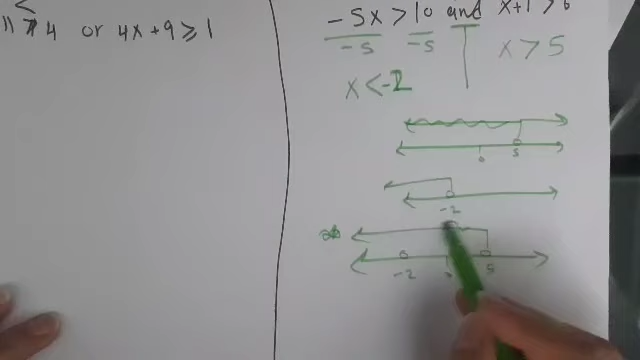 4 or 4x+9≥1
-5x>10 and x+1>6
-5 -5
x>5
x<-2
0 5
-2
-2 5